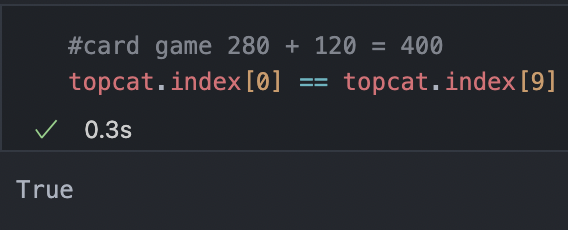 #card game 280 + 120 = 400
topcat.index[0] == topcat.index[9]
0.3s
True